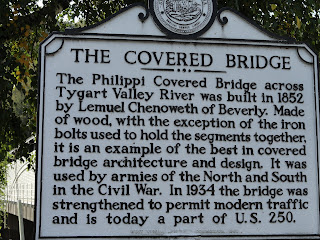 THE COVERED BRIDGE
The Philippi Covered Bridge across
Tygart Valley River was built in 1852
by Lemuel Chenoweth of Beverly. Made
of wood, with the exception of the iron
bolts used to hold the segments together,
it is an example of the best in covered
bridge architecture and design. It was
used by armies of the North and South
in the Civil War. In 1934 the bridge was
strengthened to permit modern traffic
and is today a part of U.S. 250.